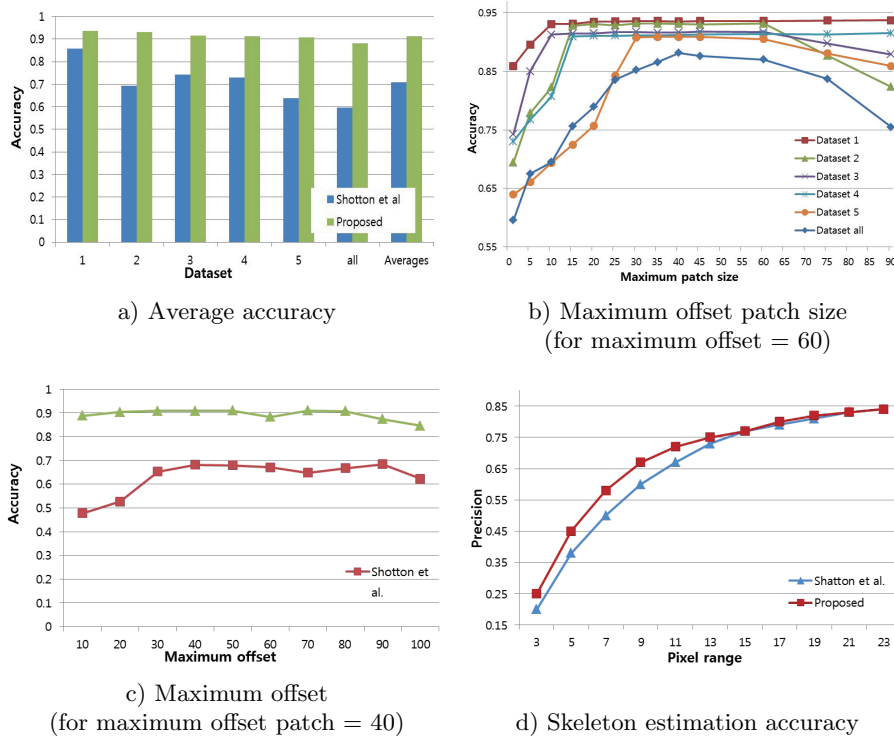 1
0.9
0.8
0.7
0.6
0.5
0.4
0.3
0.2
0.1
0
Accuracy
Shotton et al
Proposed
1 2 3 4 5 all Averages
Dataset
a) Average accuracy
0.95
0.85
0.75
0.65
0.55
Accuracy
Dataset 1
Dataset 2
Dataset 3
Dataset 4
Dataset 5
Dataset all
0 5 10 15 20 25 30 35 40 45 60 75 90
Maximum patch size
b) Maximum offset patch size
(for maximum offset = 60)
1
0.9
0.8
0.7
0.6
0.5
0.4
0.3
0.2
0.1
0
Accuracy
Shotton et
al.
10 20 30 40 50 60 70 80 90 100
Maximum offset
c) Maximum offset
(for maximum offset patch = 40)
0.85
0.75
0.65
0.55
0.45
0.35
0.25
0.15
Precision
Shatton et al.
Proposed
3 5 7 9 11 13 15 17 19 21 23
Pixel range
d) Skeleton estimation accuracy